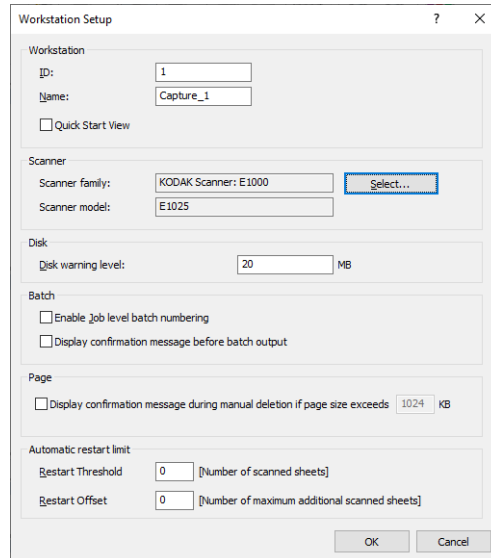 Workstation Setup ? ×
Workstation
ID: 1
Name: Capture_1
Quick Start View
Scanner
Scanner family: KODAK Scanner: E1000 Select...
Scanner model: E1025
Disk
Disk warning level: 20 MB
Batch
Enable Job level batch numbering
Display confirmation message before batch output
Page
Display confirmation message during manual deletion if page size exceeds 1024 KB
Automatic restart limit
Restart Threshold 0 [Number of scanned sheets]
Restart Offset 0 [Number of maximum additional scanned sheets]
OK Cancel